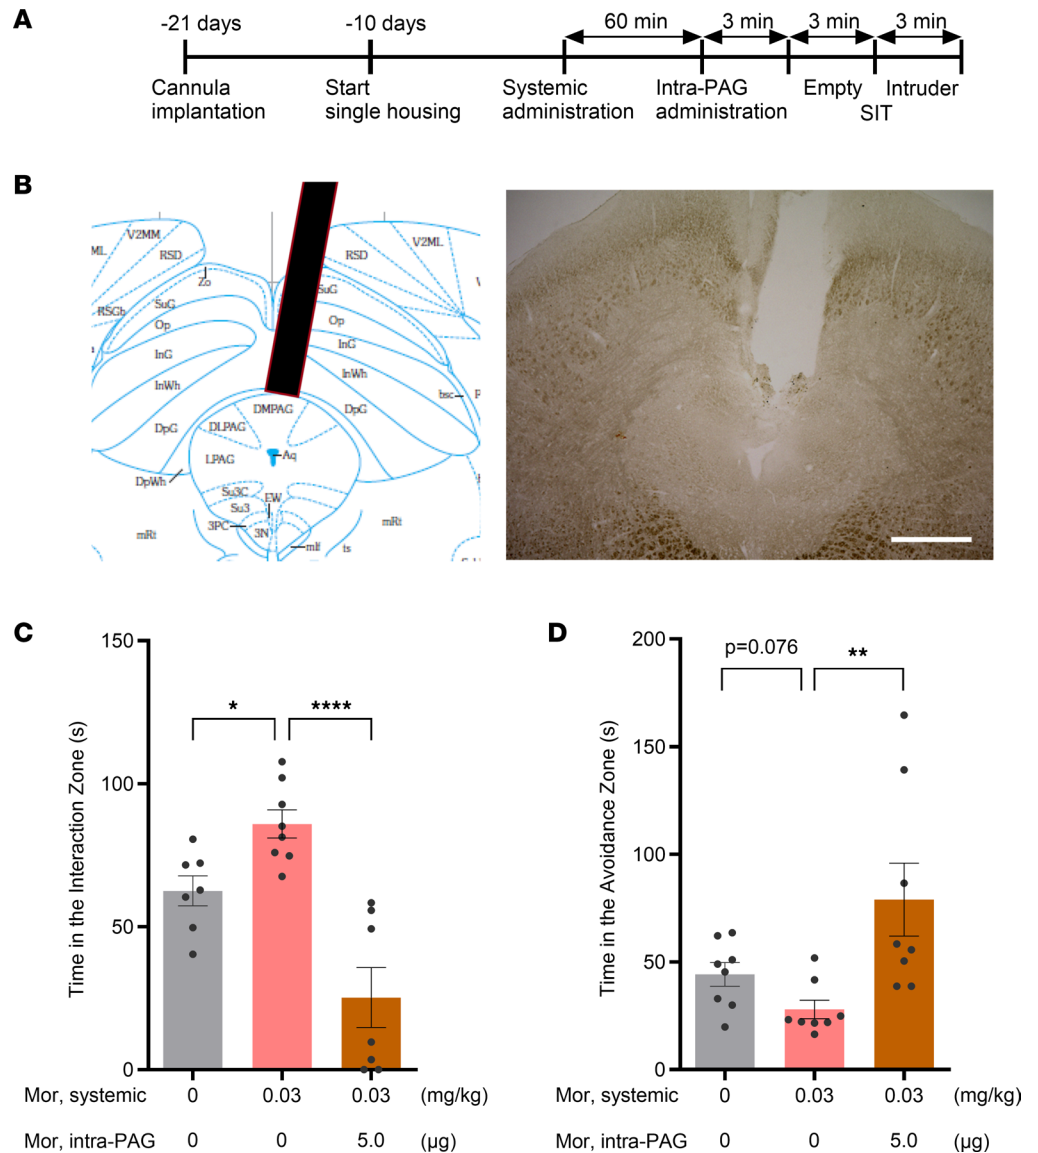 A
-21 days
-10 days
60 min
3 min
3 min
3 min
Cannula
implantation
Start
single housing
Systemic
administration
Intra-PAG
administration
Empty
Intruder
SIT
B
V2MM
ML
RSD
RSD
V2ML
Zo
SuG
SuG
RSGb
Op
Op
InG
InG
InWh
InWh
bsc
DMPAG
DpG
DpG
DLPAG
LPAG
Aq
DpWh
Su3C
EW
Su3
3PC
3N
mRt
mRt
mlf
ts
C
Time in the Interaction Zone (s)
150
100
50
0
*
****
Mor, systemic 0 0.03 0.03 (mg/kg)
Mor, intra-PAG 0 0 5.0 (μg)
D
Time in the Avoidance Zone (s)
200
150
100
50
0
p=0.076
**
Mor, systemic 0 0.03 0.03 (mg/kg)
Mor, intra-PAG 0 0 5.0 (μg)